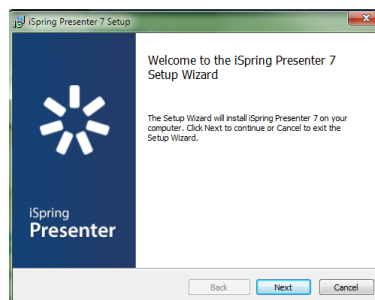 iSpring Presenter 7 Setup
Welcome to the iSpring Presenter 7
Setup Wizard
The Setup Wizard will install iSpring Presenter 7 on your
computer. Click Next to continue or Cancel to exit the
Setup Wizard.
iSpring
Presenter
Back Next Cancel